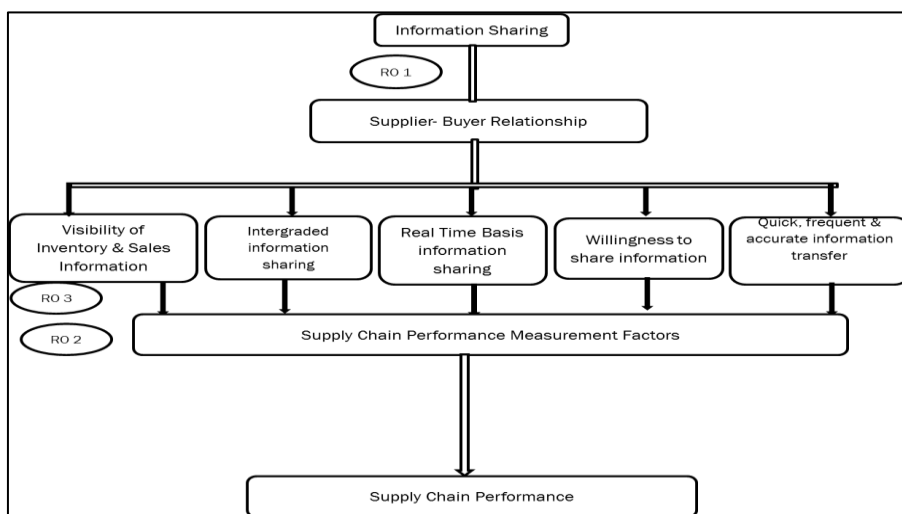 Information Sharing
RO 1
Supplier- Buyer Relationship
Visibility of
Inventory & Sales
Information
Intergraded
information
sharing
Real Time Basis
information
sharing
Willingness to
share information
Quick, frequent &
accurate information
transfer
RO 3
RO 2
Supply Chain Performance Measurement Factors
Supply Chain Performance